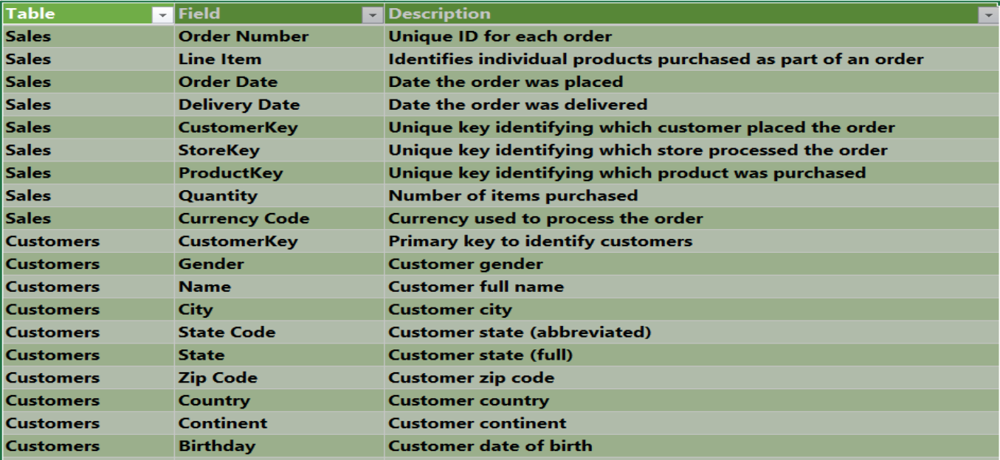 Table Field Description
Sales Order Number Unique ID for each order
Sales Line Item Identifies individual products purchased as part of an order
Sales Order Date Date the order was placed
Sales Delivery Date Date the order was delivered
Sales CustomerKey Unique key identifying which customer placed the order
Sales StoreKey Unique key identifying which store processed the order
Sales ProductKey Unique key identifying which product was purchased
Sales Quantity Number of items purchased
Sales Currency Code Currency used to process the order
Customers CustomerKey Primary key to identify customers
Customers Gender Customer gender
Customers Name Customer full name
Customers City Customer city
Customers State Code Customer state (abbreviated)
Customers State Customer state (full)
Customers Zip Code Customer zip code
Customers Country Customer country
Customers Continent Customer continent
Customers Birthday Customer date of birth